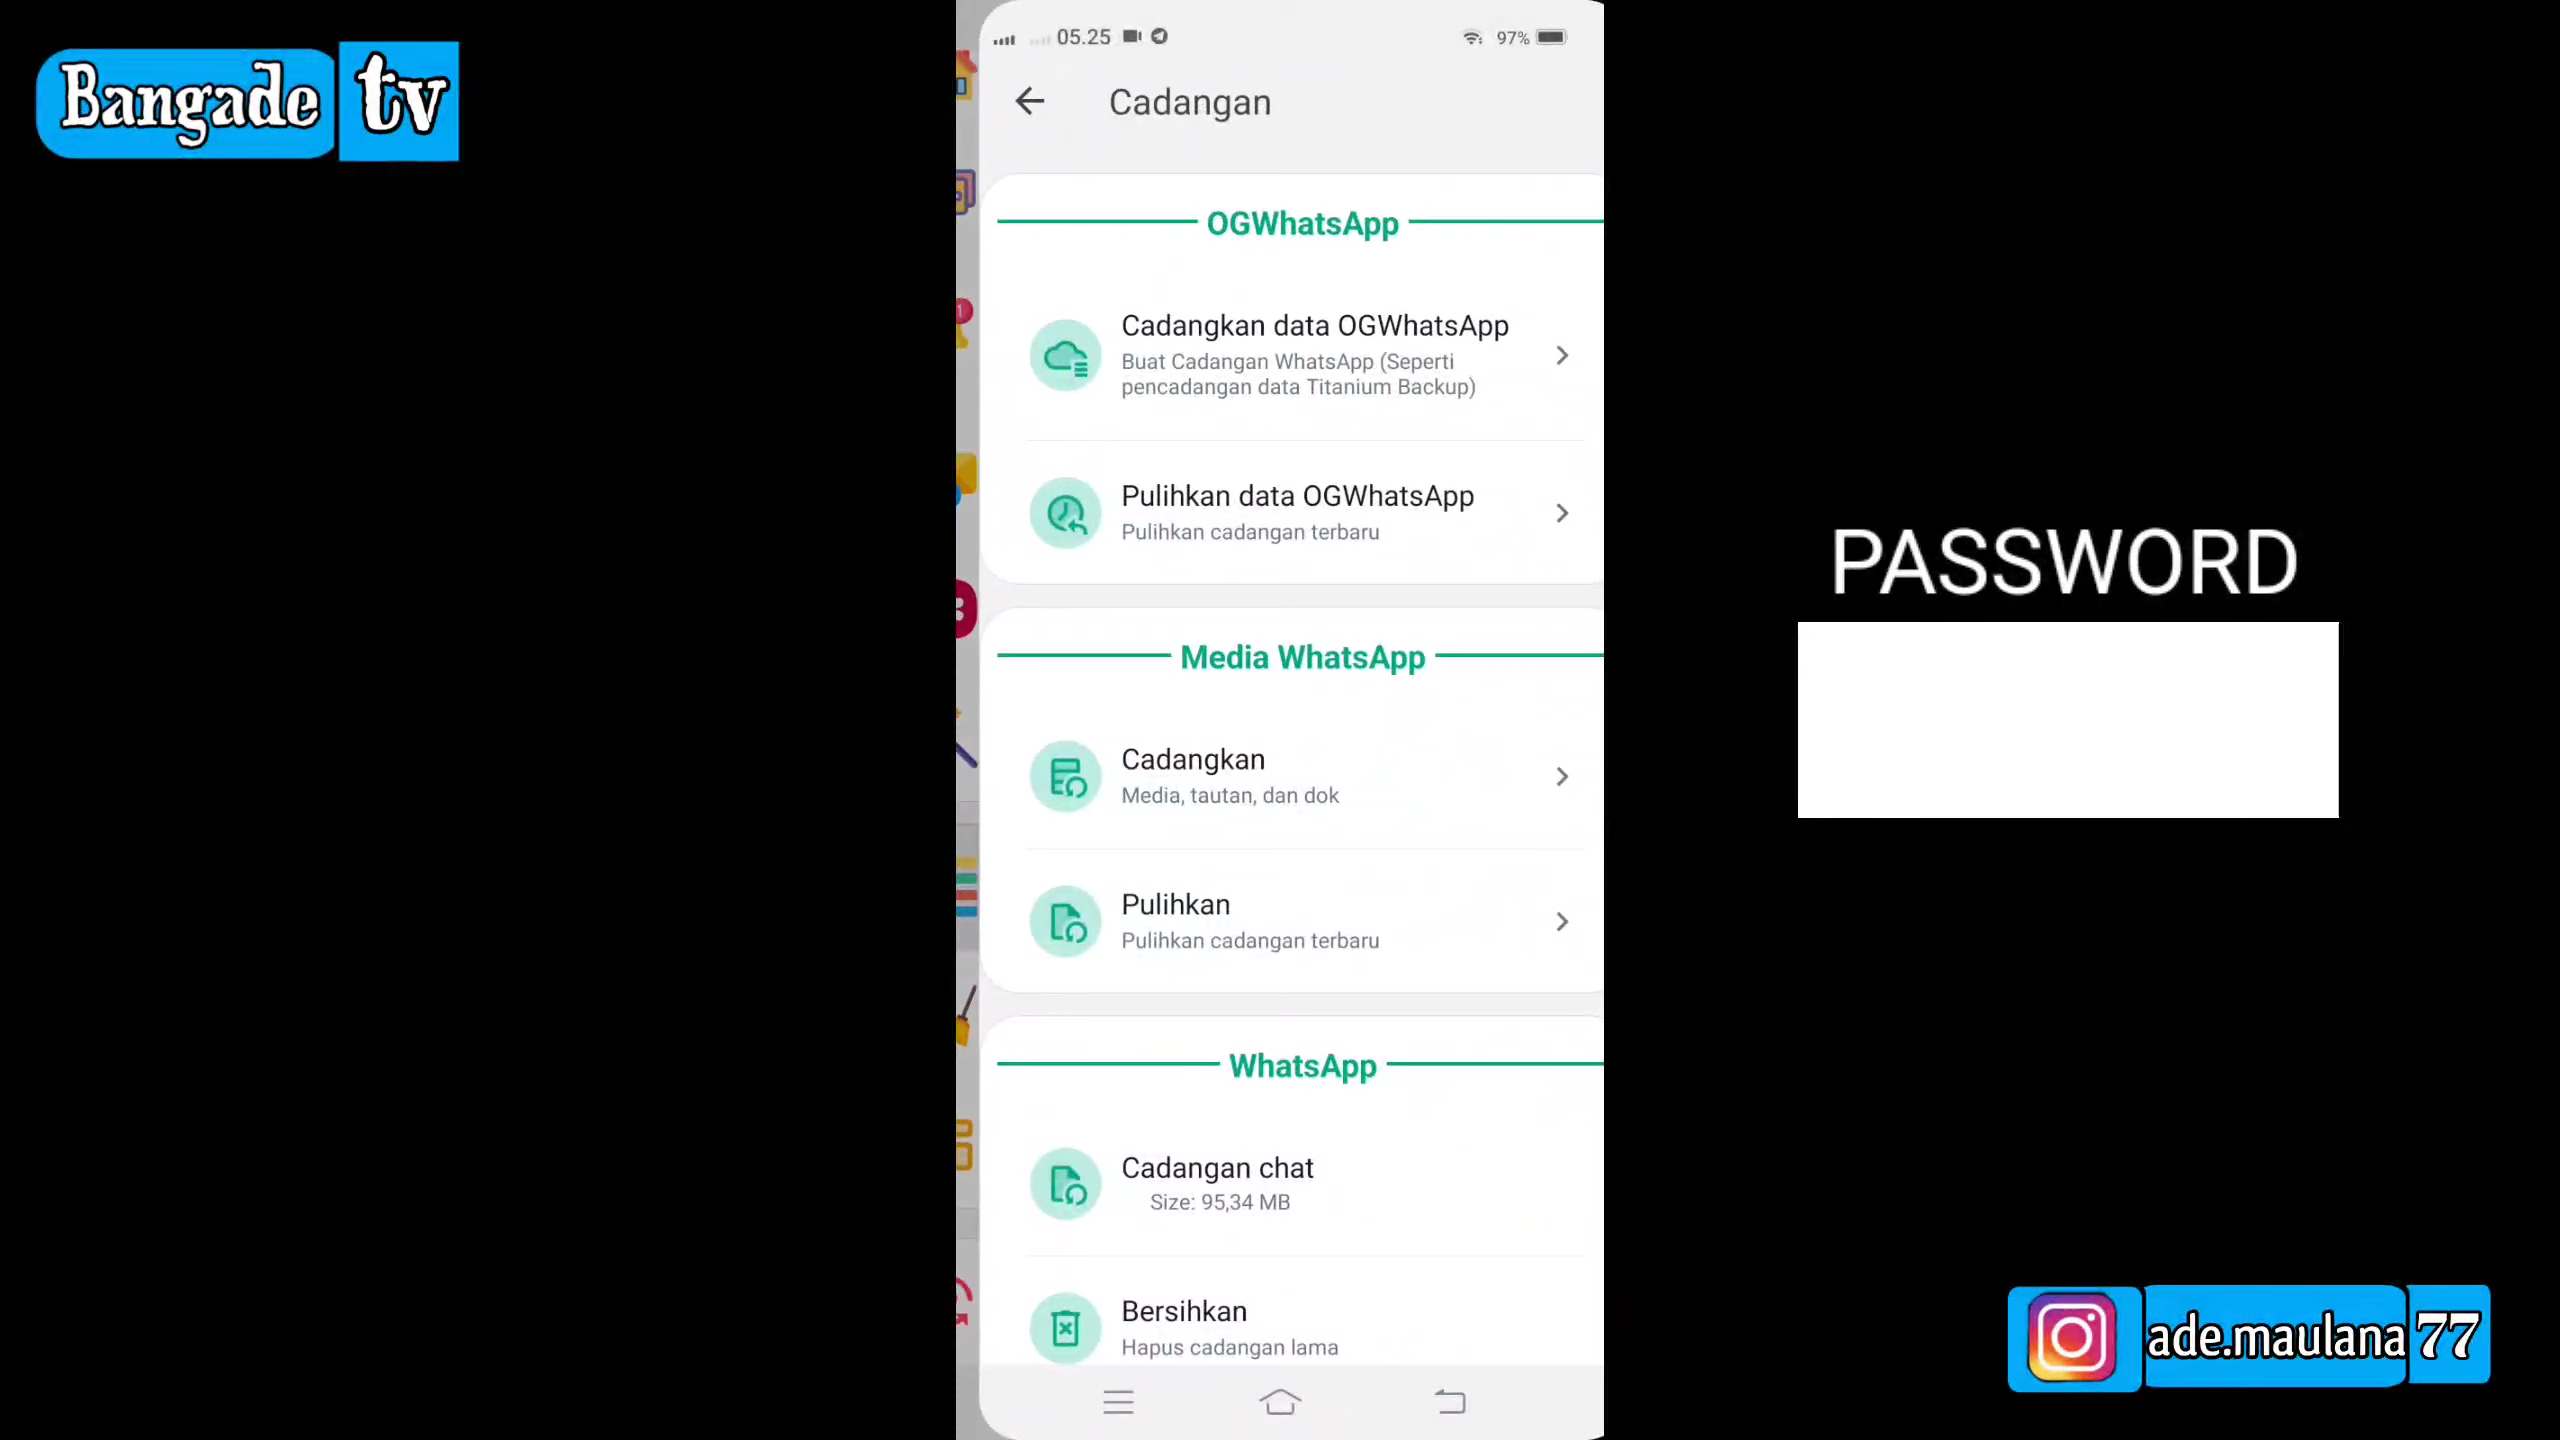 Bangade tv
05.25
97%
Cadangan
OGWhatsApp
Cadangkan data OGWhatsApp
Buat Cadangan WhatsApp (Seperti
pencadangan data Titanium Backup)
Pulihkan data OGWhatsApp
Pulihkan cadangan terbaru
Media WhatsApp
Cadangkan
Media, tautan, dan dok
Pulihkan
Pulihkan cadangan terbaru
WhatsApp
Cadangan chat
Size: 95,34 MB
Bersihkan
Hapus cadangan lama
PASSWORD
ade.maulana77
1